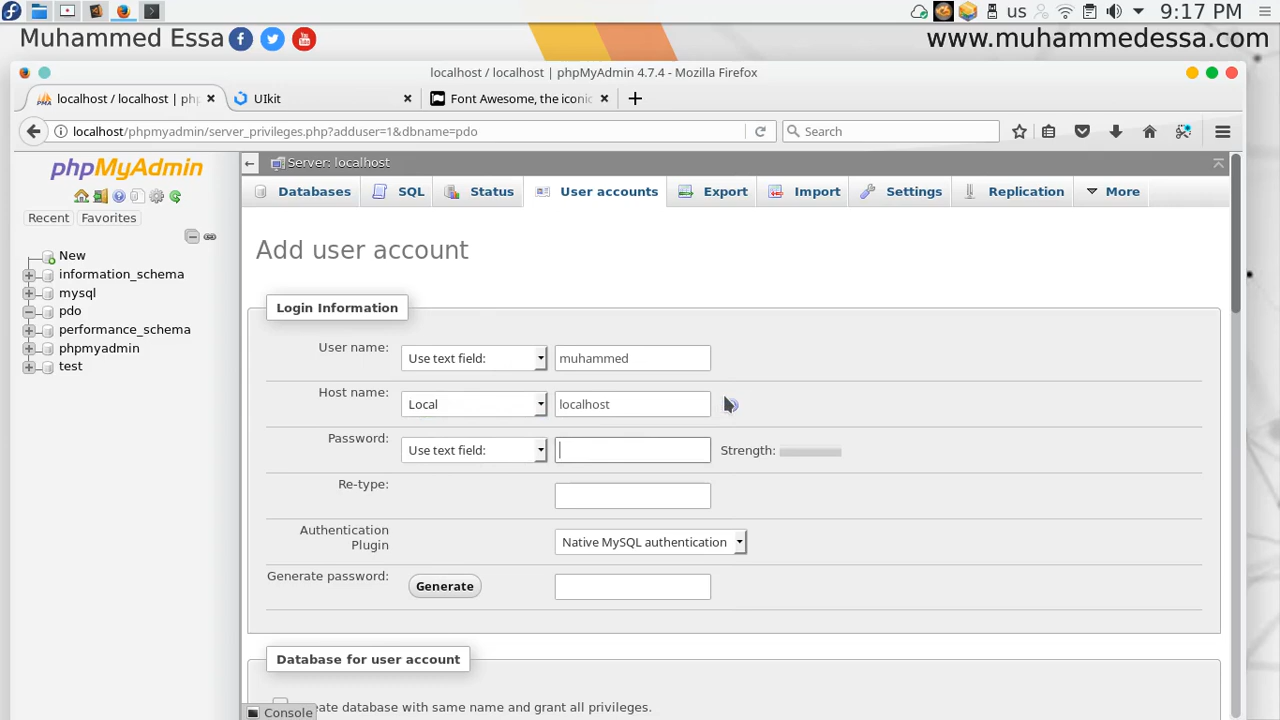 us 9:17 PM
Muhammed Essa www.muhammedessa.com
localhost / localhost | phpMyAdmin 4.7.4 - Mozilla Firefox
localhost / localhost | ph UIkit Font Awesome, the iconic
localhost/phpmyadmin/server_privileges.php?adduser=1&dbname=pdo Search
phpMyAdmin
Recent Favorites
New
information_schema
mysql
pdo
performance_schema
phpmyadmin
test
Server: localhost
Databases SQL Status User accounts Export Import Settings Replication More
Add user account
Login Information
User name: Use text field: muhammed
Host name: Local localhost
Password: Use text field: Strength:
Re-type:
Authentication
Plugin Native MySQL authentication
Generate password: Generate
Database for user account
database with same name and grant all privileges.
Console